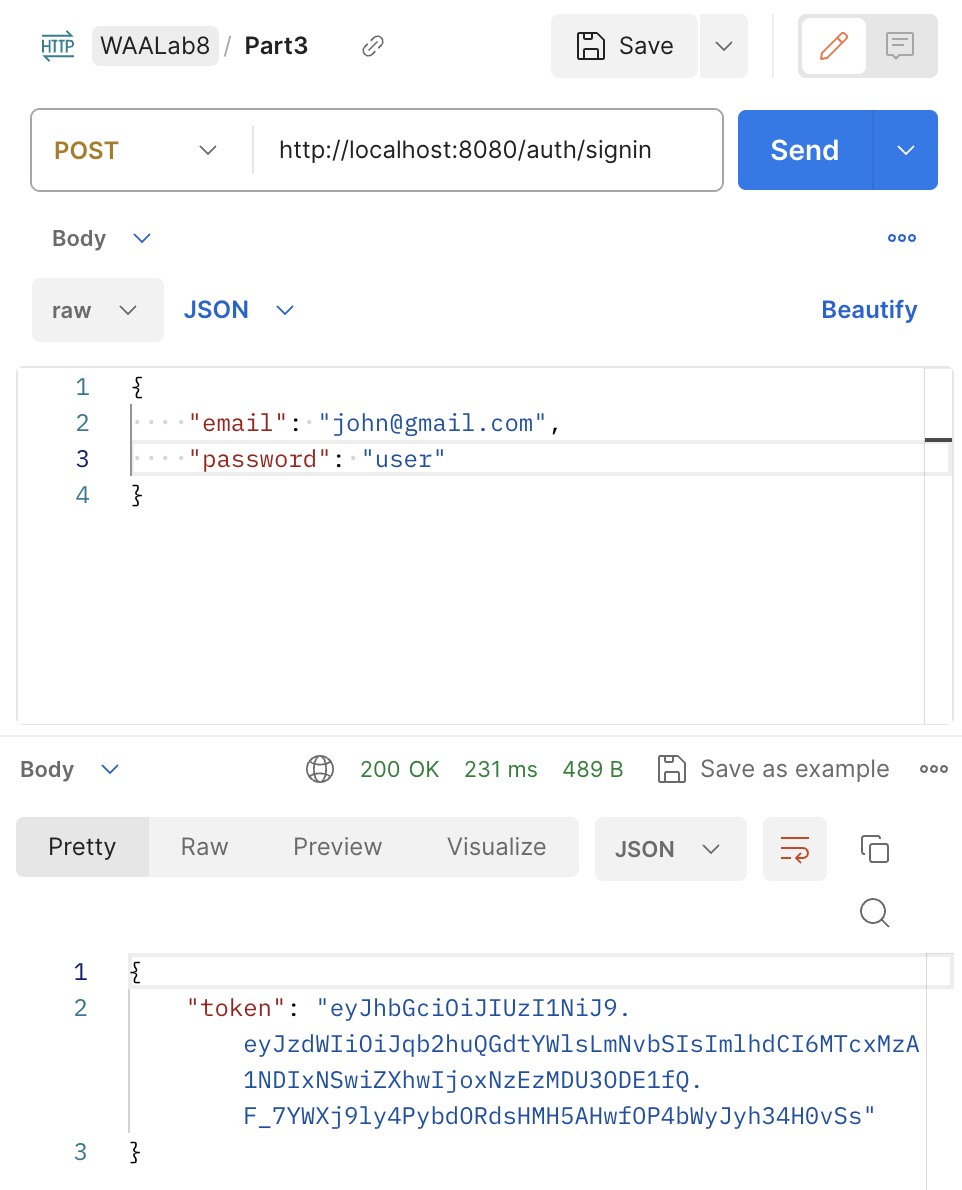 HTTP WAALab8 / Part3 Save
POST http://localhost:8080/auth/signin Send
Body
raw JSON Beautify
1 {
2 "email": "john@gmail.com",
3 "password": "user"
4 }
Body 200 OK 231 ms 489 B Save as example
Pretty Raw Preview Visualize JSON
1 {
2 "token": "eyJhbGciOiJIUzI1NiJ9.
eyJzdWIiOiJqb2huQGdtYWlsLmNvbSIsImlhdCI6MTcxMzA
1NDIxNSwiZXhwIjoxNzEzMDU3ODE1fQ.
F_7YWXj9ly4PybdORdsHMH5AHwfOP4bWyJyh34H0vSs"
3 }